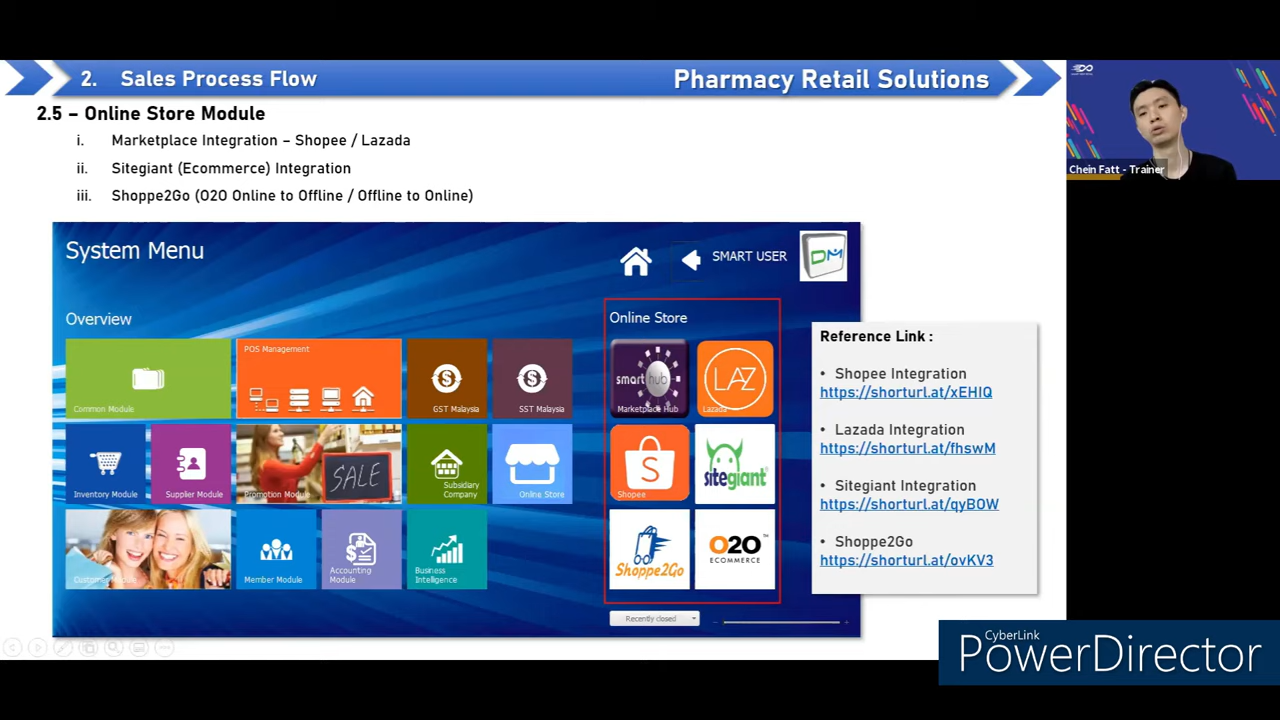 2. Sales Process Flow
Pharmacy Retail Solutions
2.5 – Online Store Module
i. Marketplace Integration – Shopee / Lazada
ii. Sitegiant (Ecommerce) Integration
iii. Shoppe2Go (O2O Online to Offline / Offline to Online)
Chein Fatt - Trainer
System Menu
SMART USER
DM
Overview
Online Store
Common Module
POS Management
GST Malaysia
SST Malaysia
smart hub
Marketplace Hub
LAZ
Lazada
Inventory Module
Supplier Module
SALE
Promotion Module
Subsidiary
Company
Online Store
S
Shopee
sitegiant
Customer Module
Member Module
Accounting
Module
Business
Intelligence
Shoppe2Go
O2O
ECOMMERCE
TM
Recently closed
Reference Link :
• Shopee Integration
https://shorturl.at/xEHIQ
• Lazada Integration
https://shorturl.at/fhswM
• Sitegiant Integration
https://shorturl.at/qyBOW
• Shoppe2Go
https://shorturl.at/ovKV3
CyberLink
PowerDirector